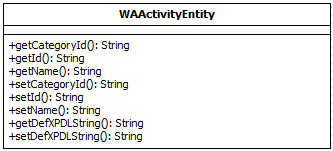 WAActivityEntity
+getCategoryId(): String
+getId(): String
+getName(): String
+setCategoryId(): String
+setId(): String
+setName(): String
+getDefXPDLString(): String
+setDefXPDLString(): String